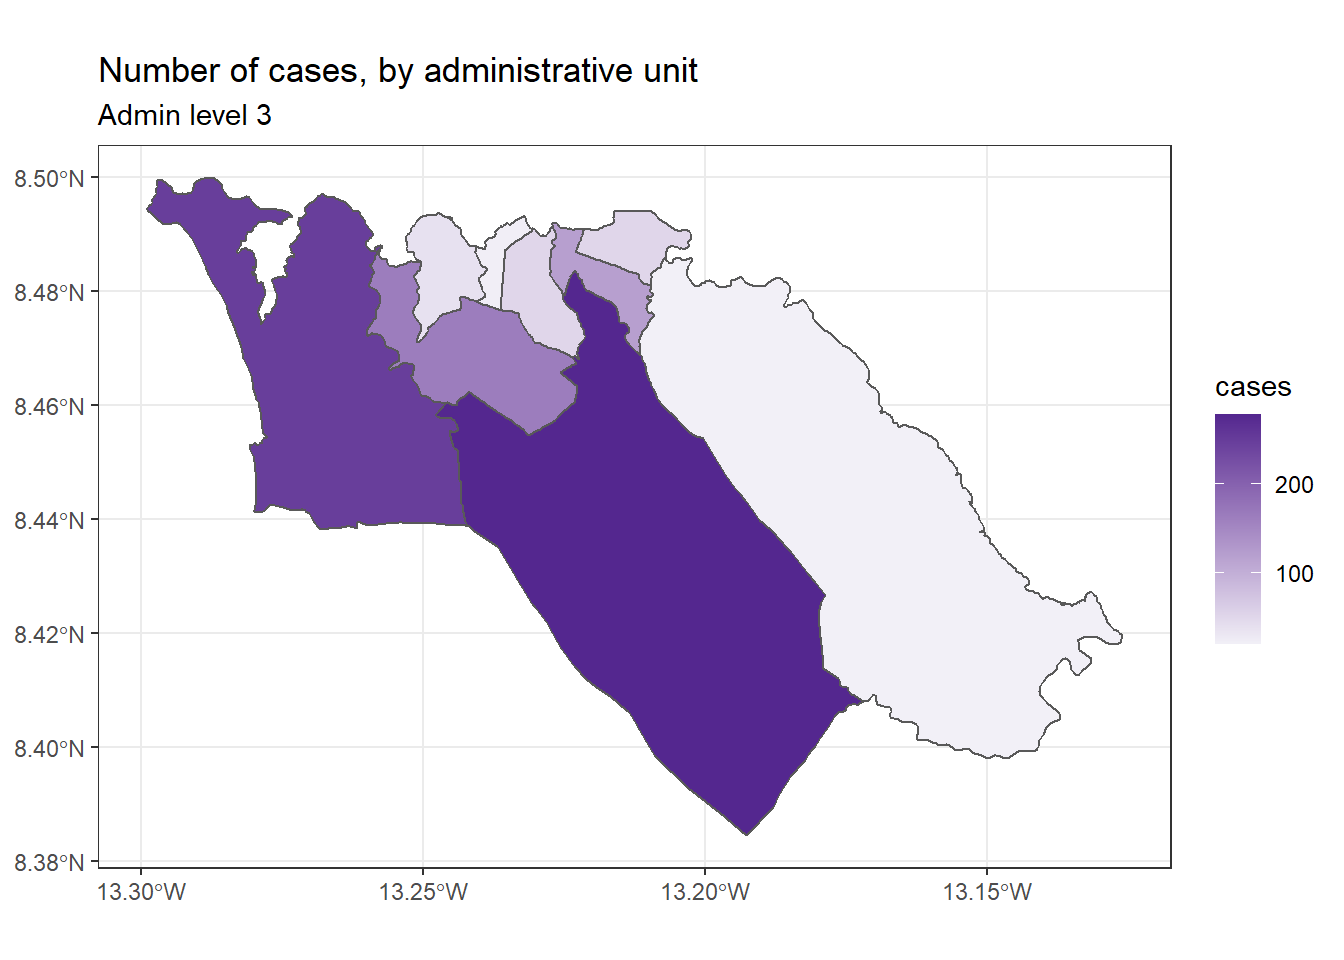 Number of cases, by administrative unit
Admin level 3
8.50°N
8.48°N
8.46°N
8.44°N
8.42°N
8.40°N
8.38°N
13.30°W
13.25°W
13.20°W
13.15°W
cases
200
100